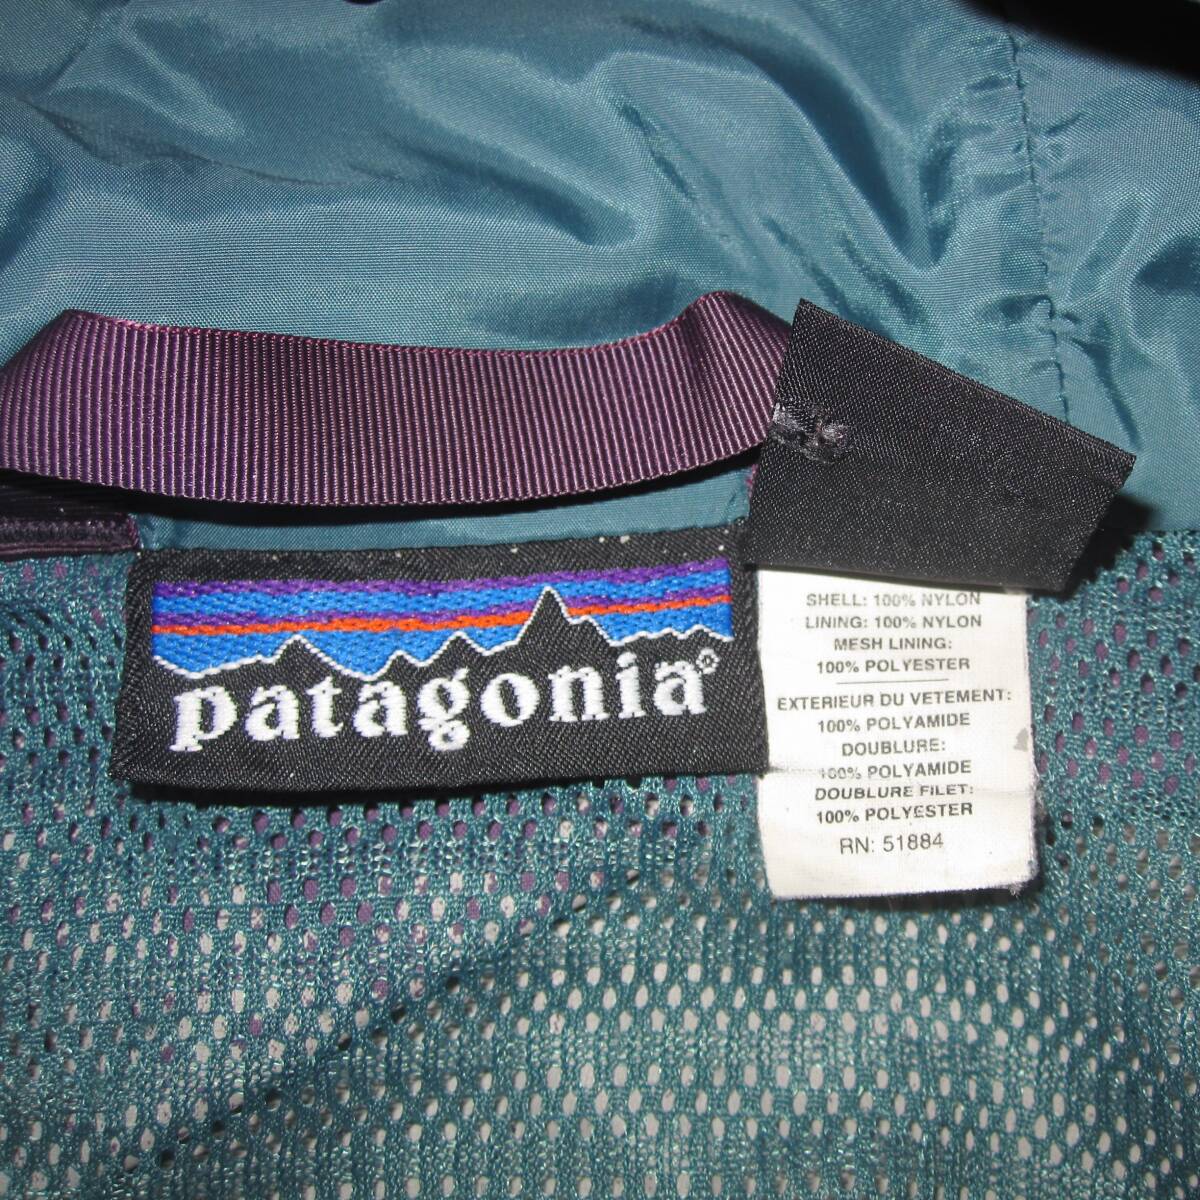 patagonia®
SHELL: 100% NYLON
LINING: 100% NYLON
MESH LINING:
100% POLYESTER
EXTERIEUR DU VETEMENT:
100% POLYAMIDE
DOUBLURE:
100% POLYAMIDE
DOUBLURE FILET:
100% POLYESTER
RN: 51884